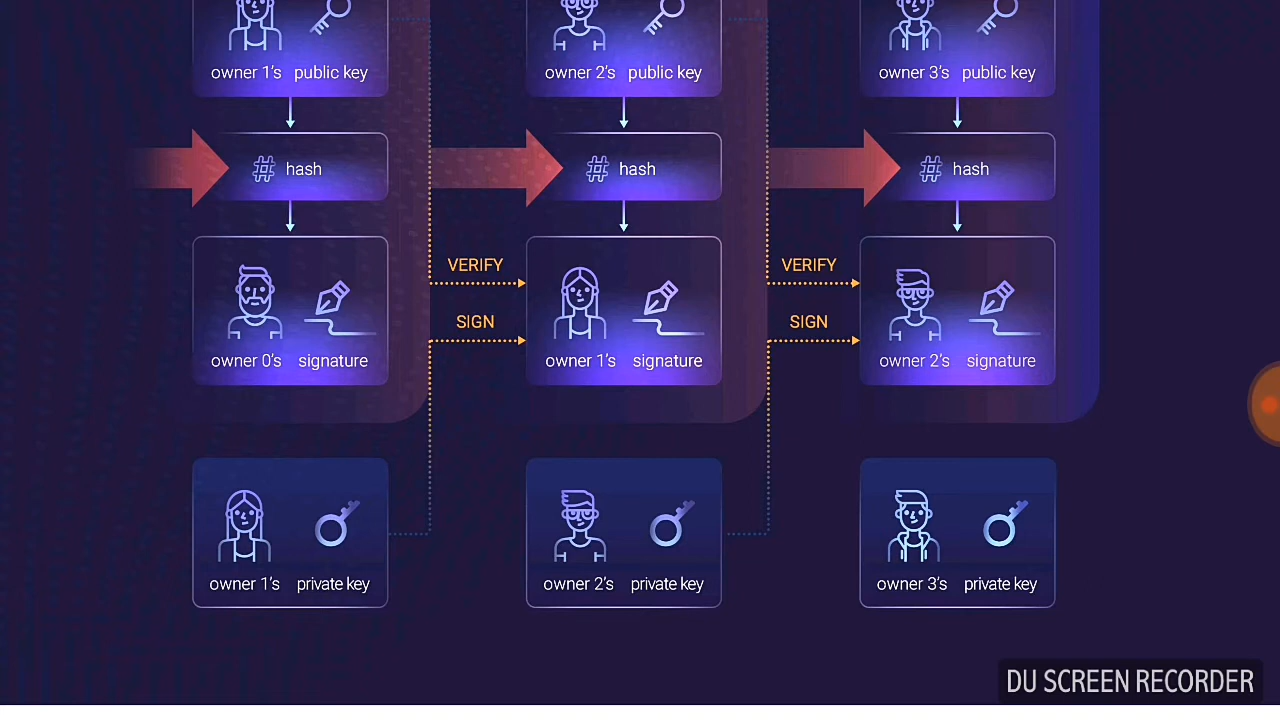 owner 1's public key
owner 2's public key
owner 3's public key
# hash
# hash
# hash
VERIFY
VERIFY
SIGN
SIGN
owner 0's signature
owner 1's signature
owner 2's signature
owner 1's private key
owner 2's private key
owner 3's private key
DU SCREEN RECORDER